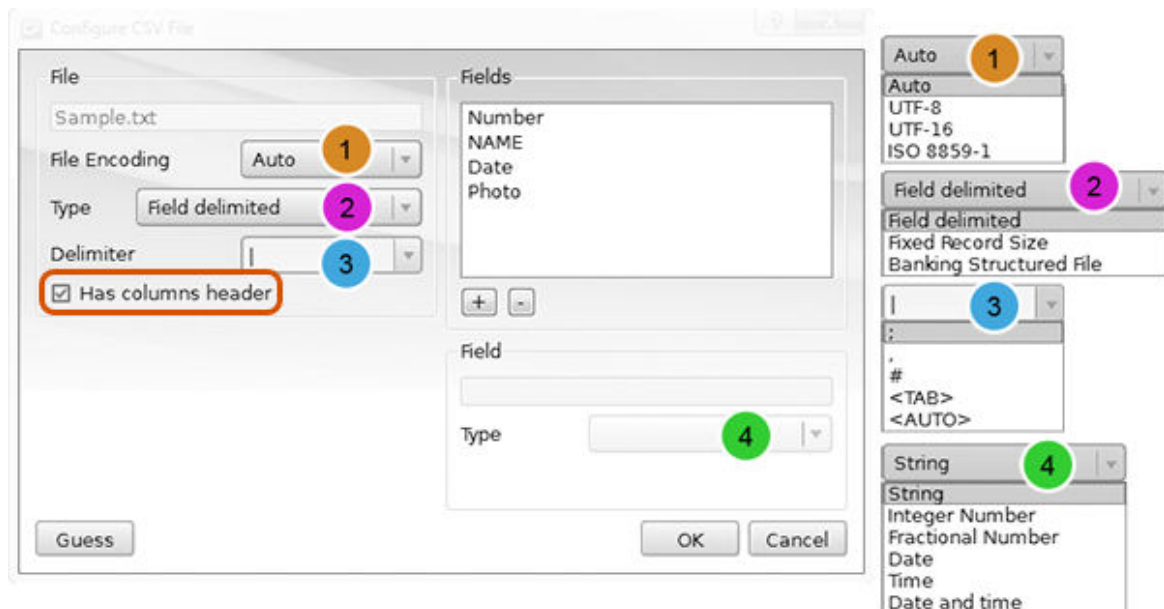 Configure CSV File
File
Sample.txt
File Encoding Auto 1
Type Field delimited 2
Delimiter | 3
Has columns header
Fields
Number
NAME
Date
Photo
+ -
Field
Type 4
Guess
OK Cancel
Auto 1
Auto
UTF-8
UTF-16
ISO 8859-1
Field delimited 2
Field delimited
Fixed Record Size
Banking Structured File
| 3
;
,
#
<TAB>
<AUTO>
String 4
String
Integer Number
Fractional Number
Date
Time
Date and time